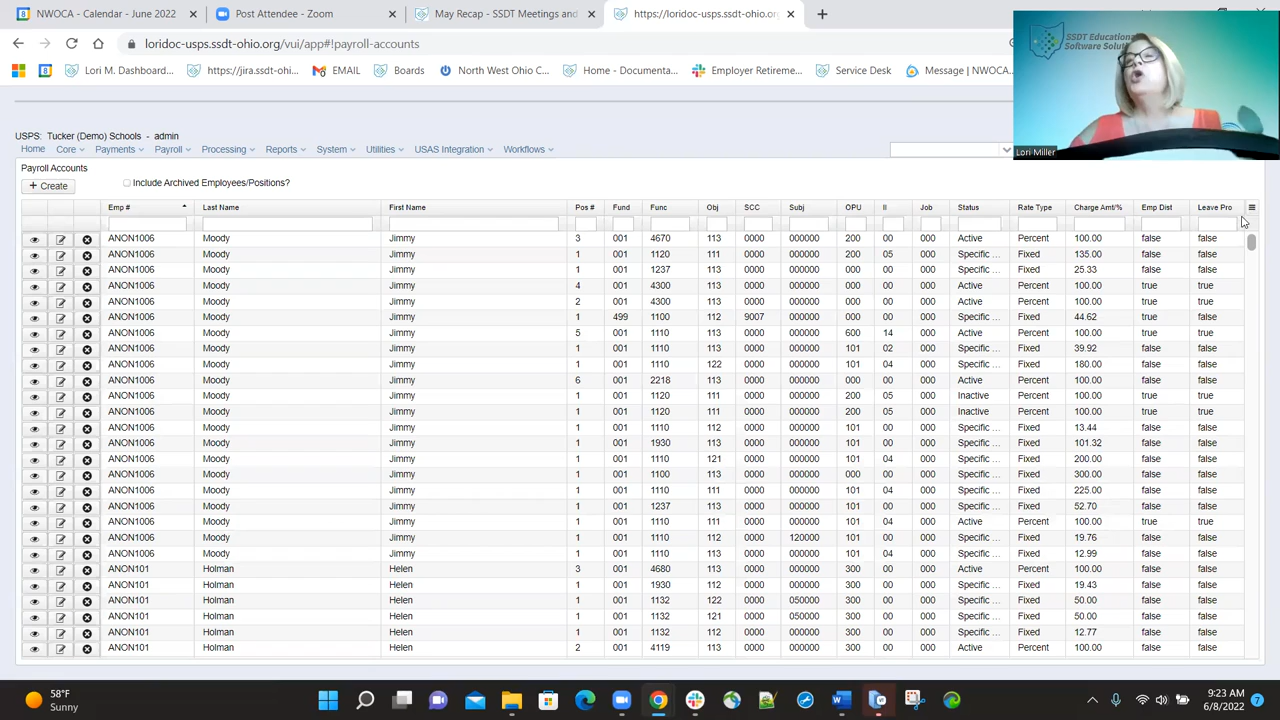 NWOCA - Calendar - June 2022
Post Attendee - Zoom
May Recap - SSDT Meetings and
https://loridoc-usps.ssdt-ohio.org
loridoc-usps.ssdt-ohio.org/vui/app#!payroll-accounts
Lori M. Dashboard... https://jira.ssdt-ohi... EMAIL Boards North West Ohio C... Home - Documenta... Employer Retireme... Service Desk Message | NWOCA...
SSDT Educational
Software Solu
Lori Miller
USPS: Tucker (Demo) Schools - admin
Home Core Payments Payroll Processing Reports System Utilities USAS Integration Workflows
Payroll Accounts
+ Create Include Archived Employees/Positions?
Emp # Last Name First Name Pos # Fund Func Obj SCC Subj OPU II Job Status Rate Type Charge Amt/% Emp Dist Leave Pro
ANON1006 Moody Jimmy 3 001 4670 113 0000 000000 200 00 000 Active Percent 100.00 false false
ANON1006 Moody Jimmy 1 001 1120 111 0000 000000 200 05 000 Specific ... Fixed 135.00 false false
ANON1006 Moody Jimmy 1 001 1237 113 0000 000000 000 00 000 Specific ... Fixed 25.33 false false
ANON1006 Moody Jimmy 4 001 4300 113 0000 000000 000 00 000 Active Percent 100.00 true true
ANON1006 Moody Jimmy 2 001 4300 113 0000 000000 000 00 000 Active Percent 100.00 true true
ANON1006 Moody Jimmy 1 499 1100 112 9007 000000 000 00 000 Specific ... Fixed 44.62 true false
ANON1006 Moody Jimmy 5 001 1110 113 0000 000000 600 14 000 Active Percent 100.00 true true
ANON1006 Moody Jimmy 1 001 1110 113 0000 000000 101 02 000 Specific ... Fixed 39.92 false false
ANON1006 Moody Jimmy 1 001 1110 122 0000 000000 101 04 000 Specific ... Fixed 180.00 false false
ANON1006 Moody Jimmy 6 001 2218 113 0000 000000 000 00 000 Active Percent 100.00 false false
ANON1006 Moody Jimmy 1 001 1120 111 0000 000000 200 05 000 Inactive Percent 100.00 true true
ANON1006 Moody Jimmy 1 001 1120 111 0000 000000 200 05 000 Inactive Percent 100.00 true true
ANON1006 Moody Jimmy 1 001 1110 112 0000 000000 101 04 000 Specific ... Fixed 13.44 false false
ANON1006 Moody Jimmy 1 001 1930 112 0000 000000 101 00 000 Specific ... Fixed 101.32 false false
ANON1006 Moody Jimmy 1 001 1110 121 0000 000000 101 04 000 Specific ... Fixed 200.00 false false
ANON1006 Moody Jimmy 1 001 1100 113 0000 000000 000 00 000 Specific ... Fixed 300.00 false false
ANON1006 Moody Jimmy 1 001 1110 111 0000 000000 101 04 000 Specific ... Fixed 225.00 false false
ANON1006 Moody Jimmy 1 001 1237 113 0000 000000 000 00 000 Specific ... Fixed 52.70 false false
ANON1006 Moody Jimmy 1 001 1110 111 0000 000000 101 04 000 Active Percent 100.00 true true
ANON1006 Moody Jimmy 1 001 1110 112 0000 120000 101 04 000 Specific ... Fixed 19.76 false false
ANON1006 Moody Jimmy 1 001 1110 113 0000 000000 101 04 000 Specific ... Fixed 12.99 false false
ANON101 Holman Helen 3 001 4680 113 0000 000000 300 00 000 Active Percent 100.00 false false
ANON101 Holman Helen 1 001 1930 112 0000 000000 300 00 000 Specific ... Fixed 19.43 false false
ANON101 Holman Helen 1 001 1132 122 0000 050000 300 00 000 Specific ... Fixed 50.00 false false
ANON101 Holman Helen 1 001 1132 121 0000 050000 300 00 000 Specific ... Fixed 50.00 false false
ANON101 Holman Helen 1 001 1132 112 0000 000000 300 00 000 Specific ... Fixed 12.77 false false
ANON101 Holman Helen 2 001 4119 113 0000 000000 300 00 000 Active Percent 100.00 false false
58°F
Sunny
9:23 AM
6/8/2022
7